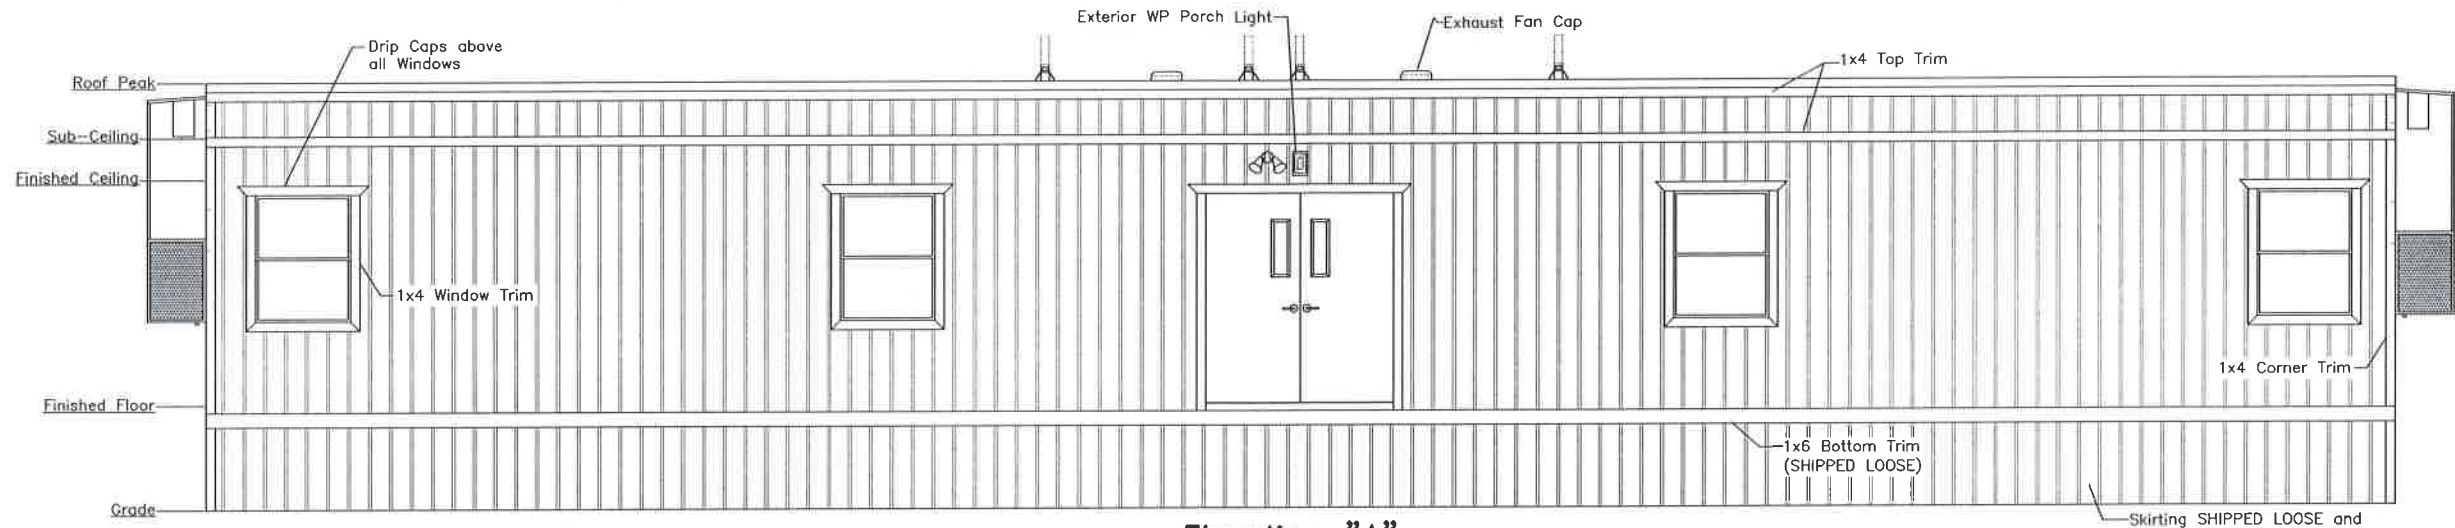 Exterior WP Porch Light
Exhaust Fan Cap
Drip Caps above
all Windows
1x4 Top Trim
Roof Peak
Sub-Ceiling
Finished Ceiling
1x4 Window Trim
1x4 Corner Trim
Finished Floor
1x6 Bottom Trim
(SHIPPED LOOSE)
Grade
Skirting SHIPPED LOOSE and